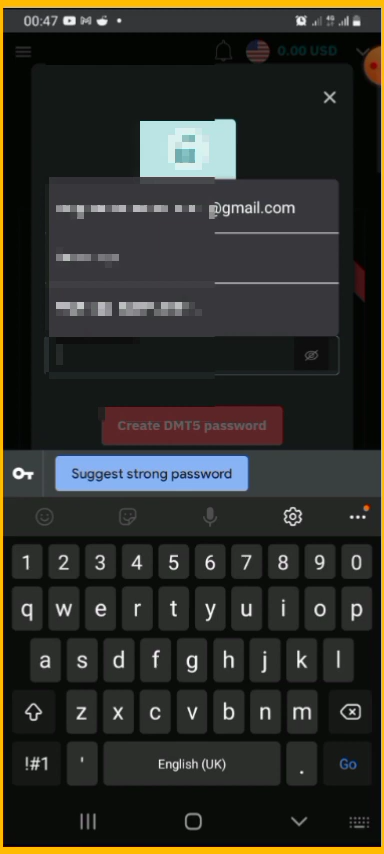 00:47
0.00 USD
@gmail.com
Create DMT5 password
Suggest strong password
1 2 3 4 5 6 7 8 9 0
q w e r t y u i o p
a s d f g h j k l
z x c v b n m
!#1 ' English (UK) . Go